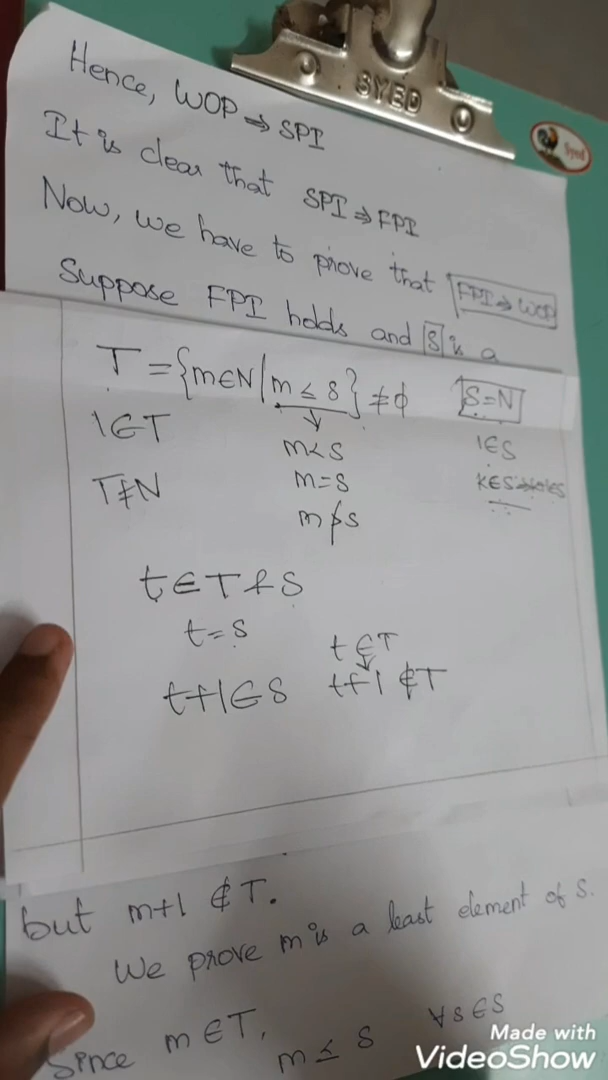 SYED
Syed
Hence, WOP ⇒ SPI
It is clear that SPI ⇒ FPI
Now, we have to prove that FPI ⇒ WOP
Suppose FPI holds and S is a
T = {m∈N | m ≤ s} ≠ φ
S=N
1∈T
m<s
1∈S
T≠N
m=s
K∈S
m≯s
t∈T & S
t=s
t∈T
t+1∈S
t+1 ∉T
but m+1 ∉ T.
We prove m is a least element of S.
Since m ∈ T,
m ≤ s ∀s∈S
Made with
VideoShow